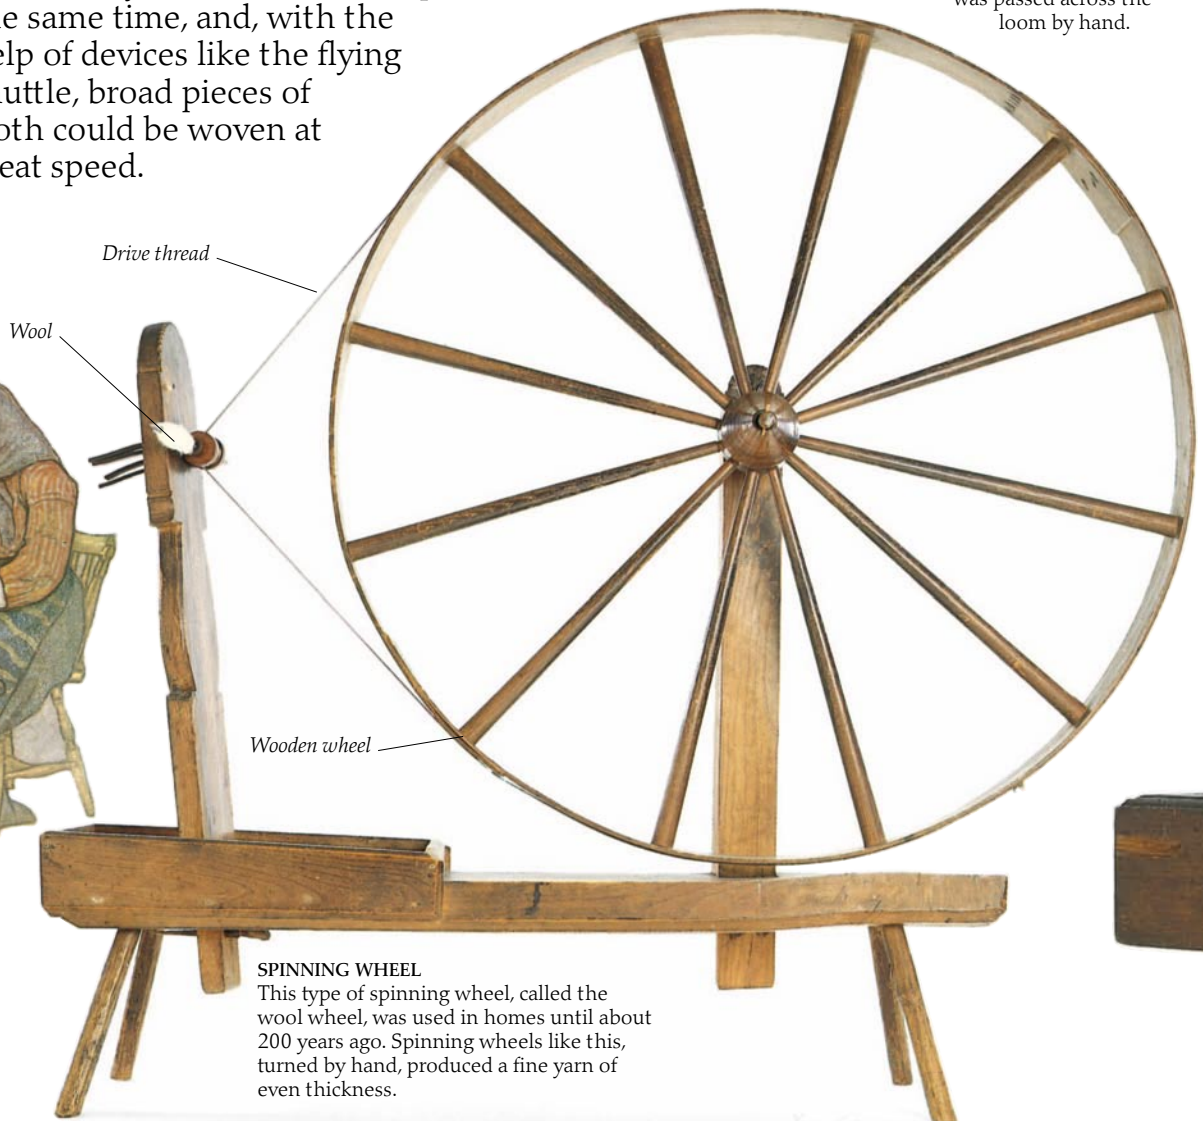 e same time, and, with the
elp of devices like the flying
uttle, broad pieces of
oth could be woven at
eat speed.
was passed across the
loom by hand.
Drive thread
Wool
Wooden wheel
SPINNING WHEEL
This type of spinning wheel, called the
wool wheel, was used in homes until about
200 years ago. Spinning wheels like this,
turned by hand, produced a fine yarn of
even thickness.